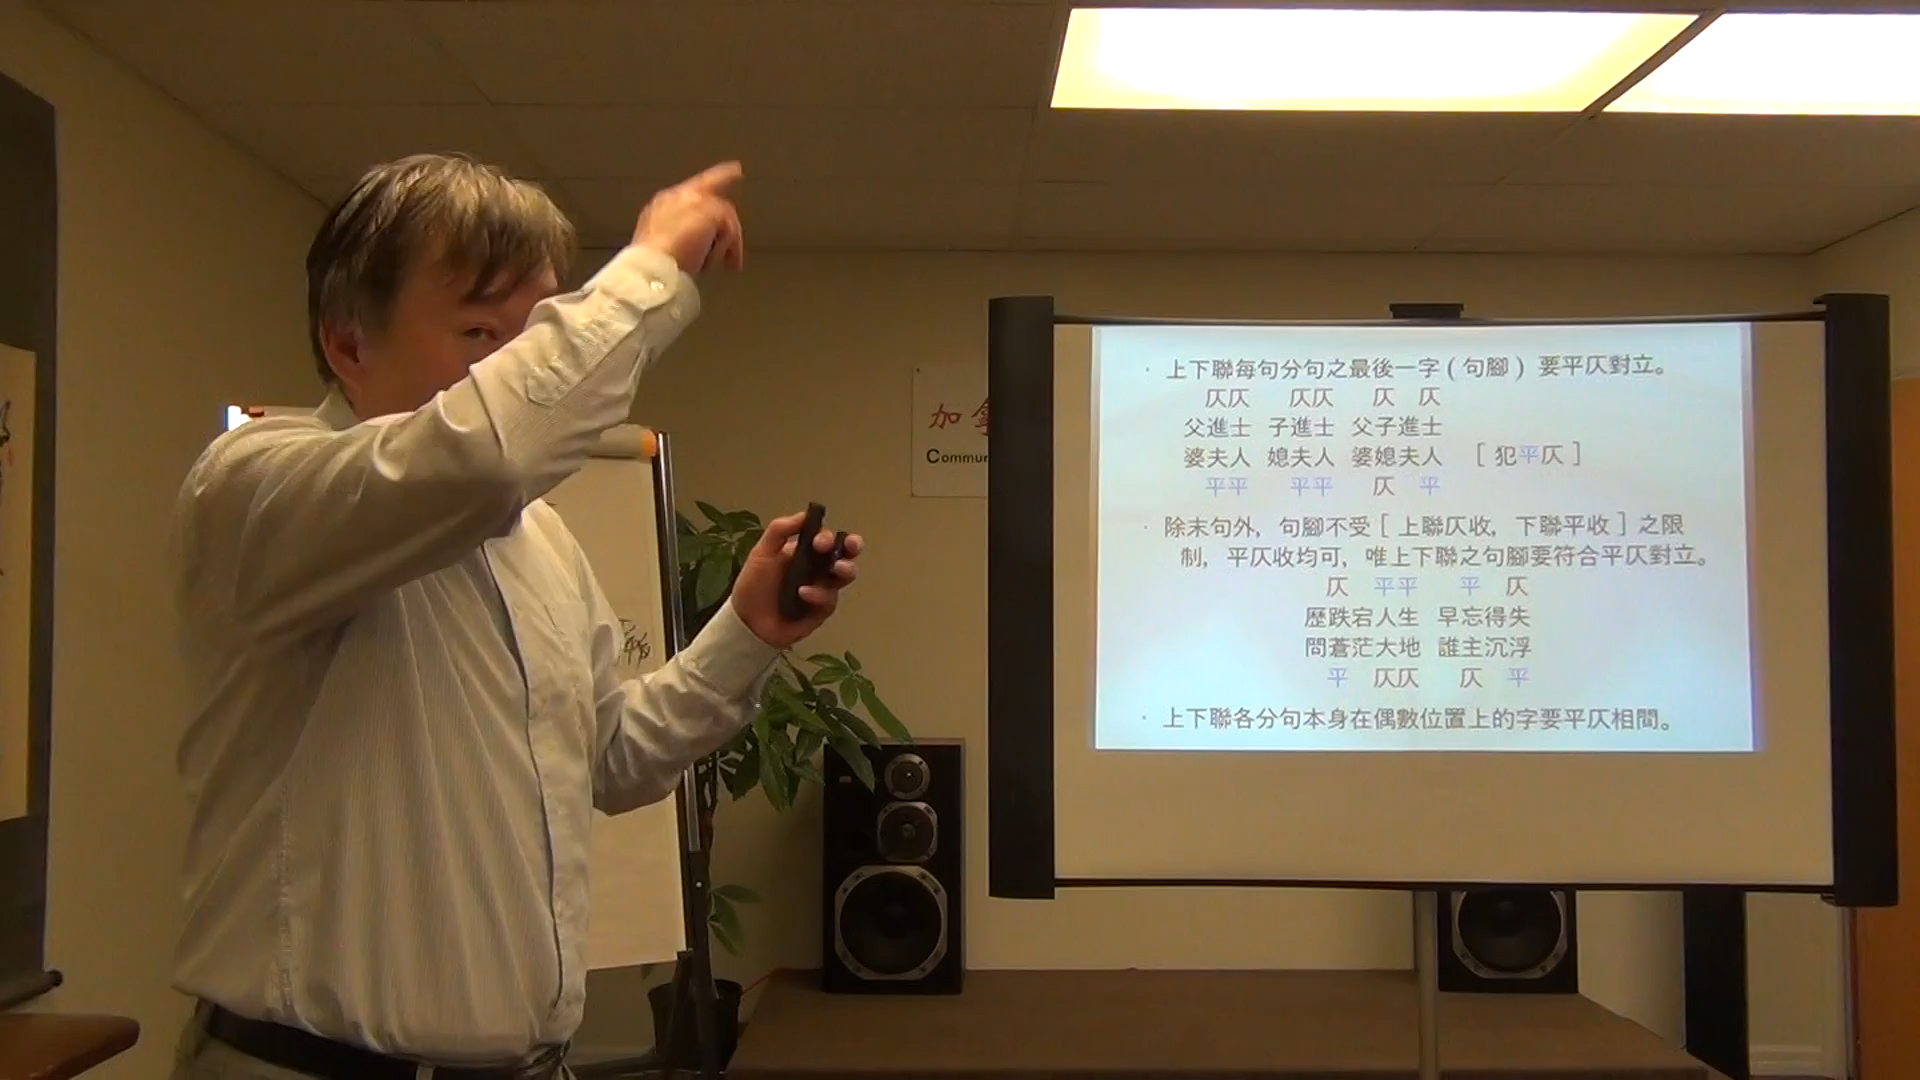 加
Commun
· 上下聯每句分句之最後一字(句腳)要平仄對立。
仄仄 仄仄 仄 仄
父進士 子進士 父子進士
婆夫人 媳夫人 婆媳夫人 [犯平仄]
平平 平平 仄 平
· 除末句外,句腳不受[上聯仄收,下聯平收]之限
制,平仄收均可,唯上下聯之句腳要符合平仄對立。
仄 平平 平 仄
歷跌宕人生 早忘得失
問蒼茫大地 誰主沉浮
平 仄仄 仄 平
· 上下聯各分句本身在偶數位置上的字要平仄相間。